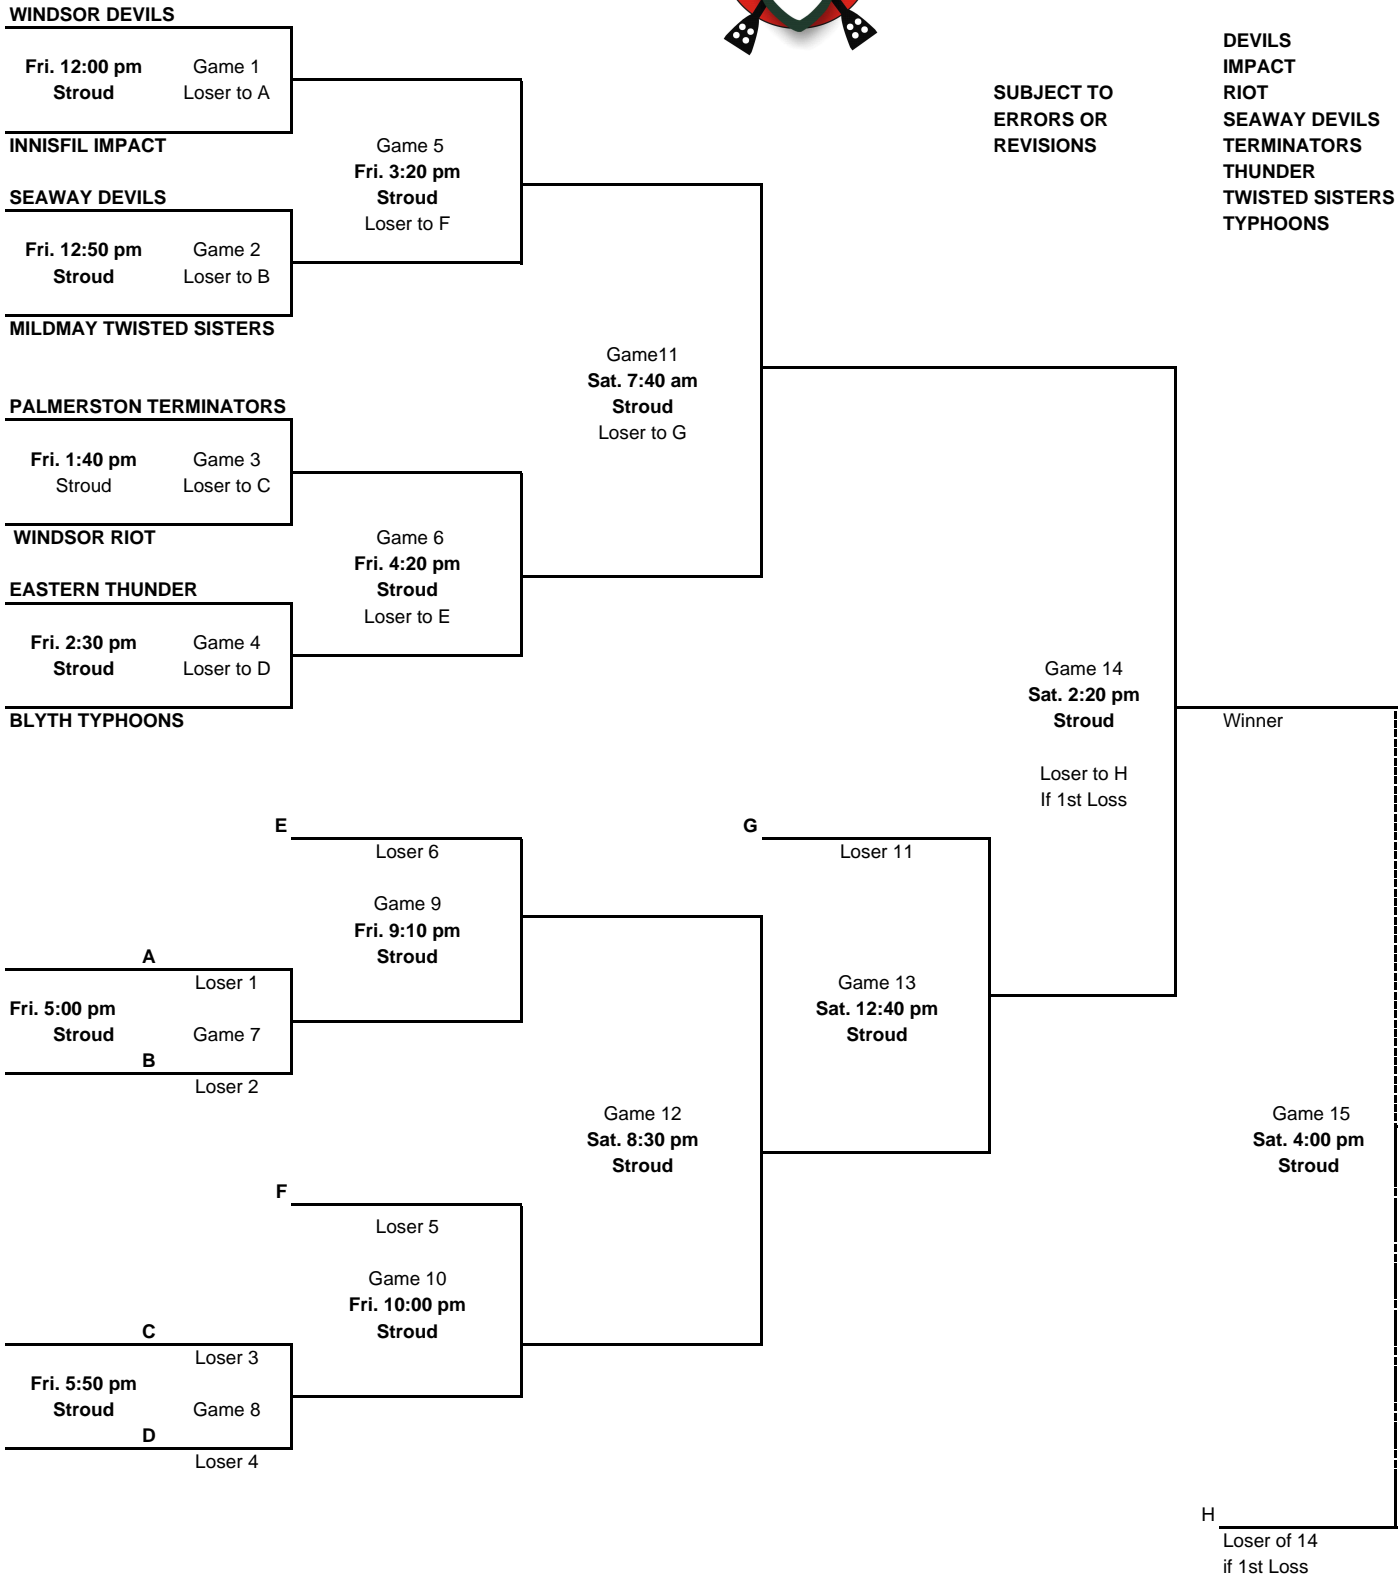 WINDSOR DEVILS
Fri. 12:00 pm Game 1
Stroud Loser to A
INNISFIL IMPACT
SEAWAY DEVILS
Fri. 12:50 pm Game 2
Stroud Loser to B
MILDMAY TWISTED SISTERS
Game 5
Fri. 3:20 pm
Stroud
Loser to F
PALMERSTON TERMINATORS
Fri. 1:40 pm Game 3
Stroud Loser to C
WINDSOR RIOT
EASTERN THUNDER
Fri. 2:30 pm Game 4
Stroud Loser to D
BLYTH TYPHOONS
Game 6
Fri. 4:20 pm
Stroud
Loser to E
Game11
Sat. 7:40 am
Stroud
Loser to G
SUBJECT TO
ERRORS OR
REVISIONS
DEVILS
IMPACT
RIOT
SEAWAY DEVILS
TERMINATORS
THUNDER
TWISTED SISTERS
TYPHOONS
Game 14
Sat. 2:20 pm
Stroud
Loser to H
If 1st Loss
Winner
E
Loser 6
Game 9
Fri. 9:10 pm
Stroud
A
Loser 1
Fri. 5:00 pm
Stroud Game 7
B
Loser 2
G
Loser 11
Game 13
Sat. 12:40 pm
Stroud
Game 12
Sat. 8:30 pm
Stroud
F
Loser 5
Game 10
Fri. 10:00 pm
Stroud
C
Loser 3
Fri. 5:50 pm
Stroud Game 8
D
Loser 4
Game 15
Sat. 4:00 pm
Stroud
H
Loser of 14
if 1st Loss